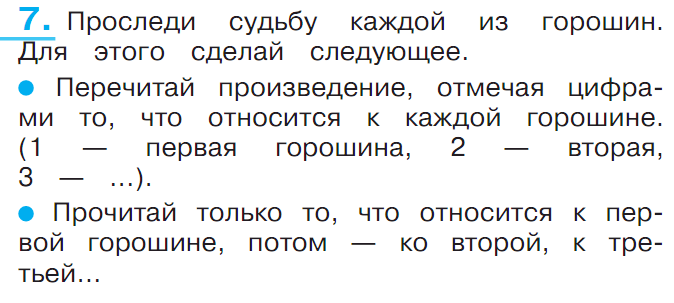 7. Проследи судьбу каждой из горошин.
Для этого сделай следующее.
● Перечитай произведение, отмечая цифра-
ми то, что относится к каждой горошине.
(1 — первая горошина, 2 — вторая,
3 — ...).
● Прочитай только то, что относится к пер-
вой горошине, потом — ко второй, к тре-
тьей...